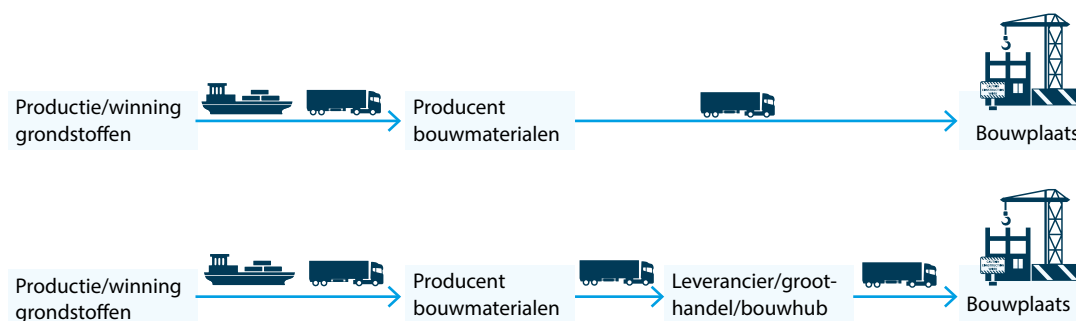 Productie/winning
grondstoffen
Producent
bouwmaterialen
Bouwplaats
Productie/winning
grondstoffen
Producent
bouwmaterialen
Leverancier/groot-
handel/bouwhub
Bouwplaats